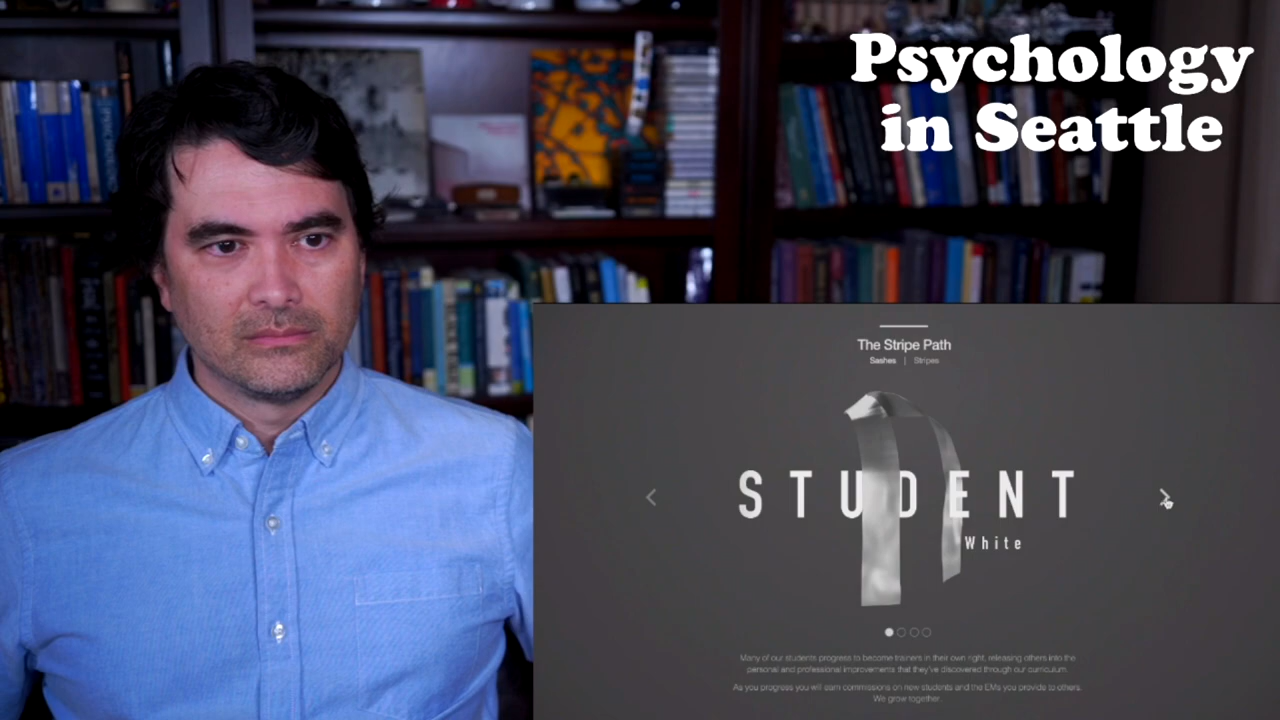 Psychology
in Seattle
The Stripe Path
Sashes | Stripes
STUDENT
White
Many of our students progress to become trainers in their own right, releasing others into the
personal and professional improvements that they've discovered through our curriculum.
As you progress you will earn commissions on new students and the EMs you provide to others.
We grow together.